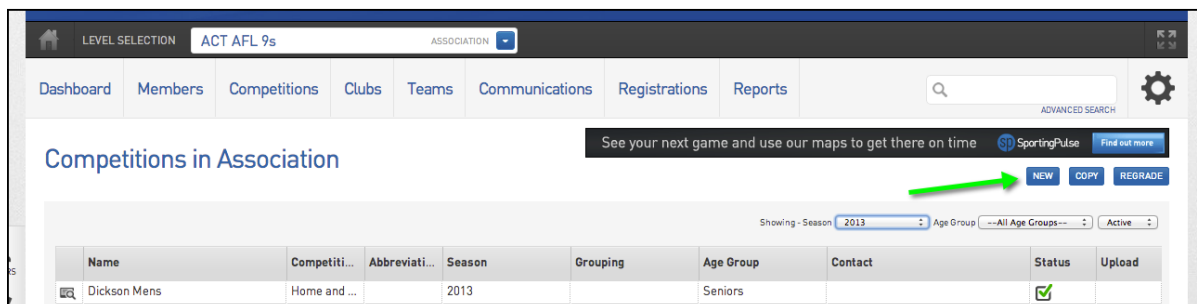 LEVEL SELECTION ACT AFL 9s ASSOCIATION
Dashboard Members Competitions Clubs Teams Communications Registrations Reports
ADVANCED SEARCH
See your next game and use our maps to get there on time sp SportingPulse Find out more
Competitions in Association
NEW COPY REGRADE
Showing - Season 2013 Age Group --All Age Groups-- Active
Name Competiti... Abbreviati... Season Grouping Age Group Contact Status Upload
RS
Dickson Mens Home and ... 2013 Seniors